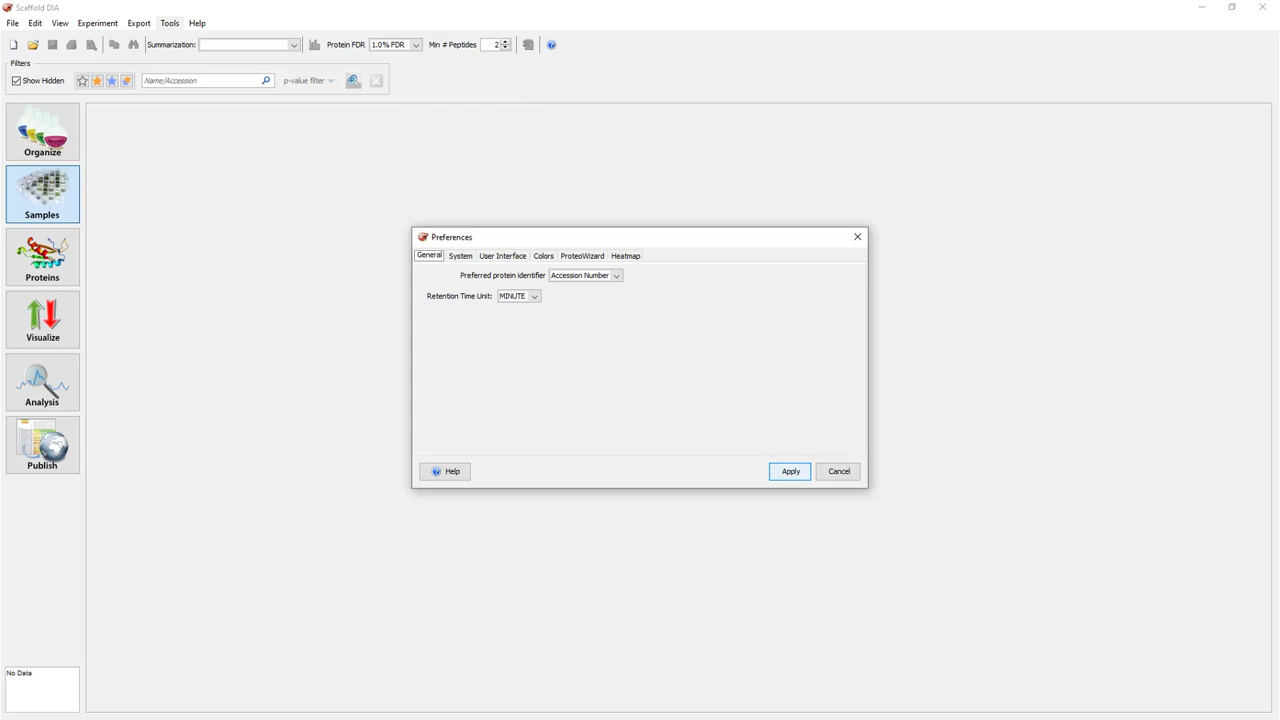 Scaffold DIA
File Edit View Experiment Export Tools Help
Summarization: Protein FDR 1.0% FDR Min # Peptides 2
Filters
Show Hidden Name/Accession p-value filter
Organize
Samples
Proteins
Visualize
Analysis
Publish
No Data
Preferences
General System User Interface Colors ProteoWizard Heatmap
Preferred protein identifier Accession Number
Retention Time Unit: MINUTE
Help Apply Cancel